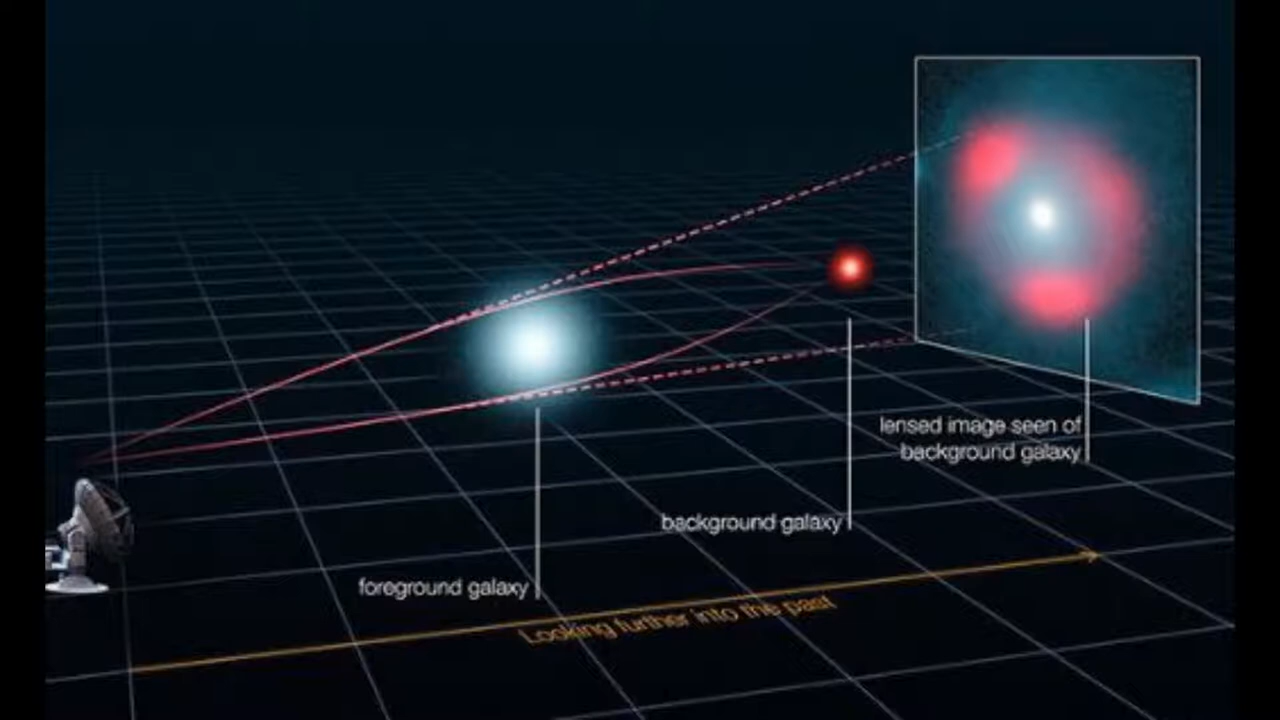 lensed image seen of
background galaxy
background galaxy
foreground galaxy
Looking further into the past